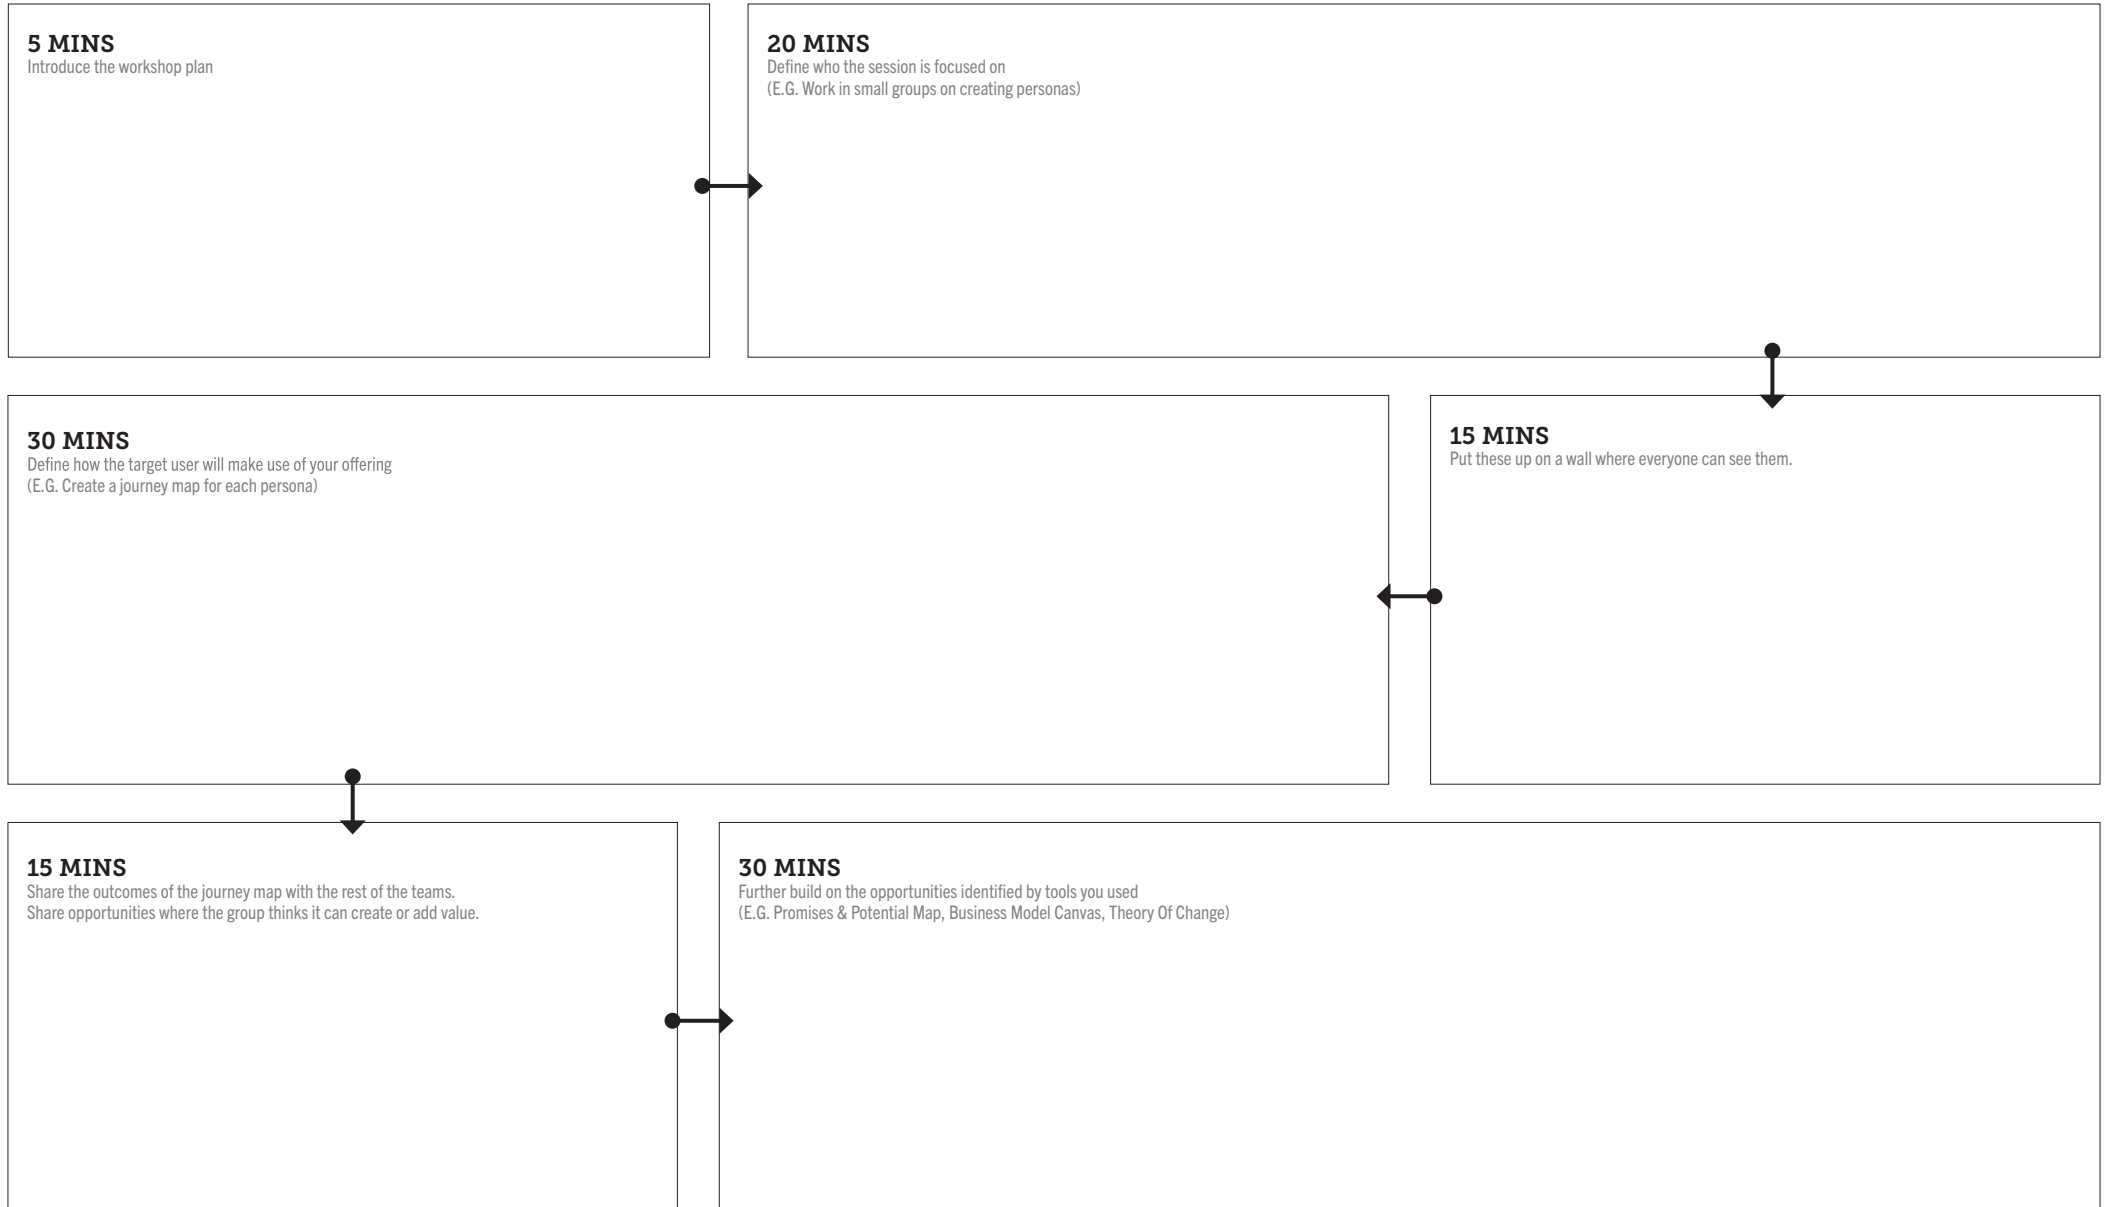 5 MINS
Introduce the workshop plan
20 MINS
Define who the session is focused on
(E.G. Work in small groups on creating personas)
15 MINS
Put these up on a wall where everyone can see them.
30 MINS
Define how the target user will make use of your offering
(E.G. Create a journey map for each persona)
15 MINS
Share the outcomes of the journey map with the rest of the teams.
Share opportunities where the group thinks it can create or add value.
30 MINS
Further build on the opportunities identified by tools you used
(E.G. Promises & Potential Map, Business Model Canvas, Theory Of Change)